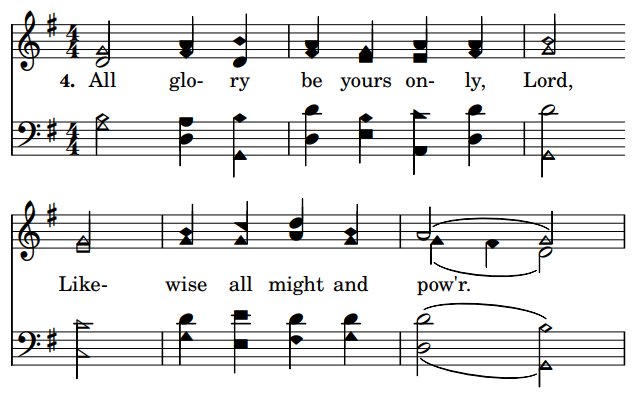 4. All glo- ry be yours on- ly, Lord,
Like- wise all might and pow'r.